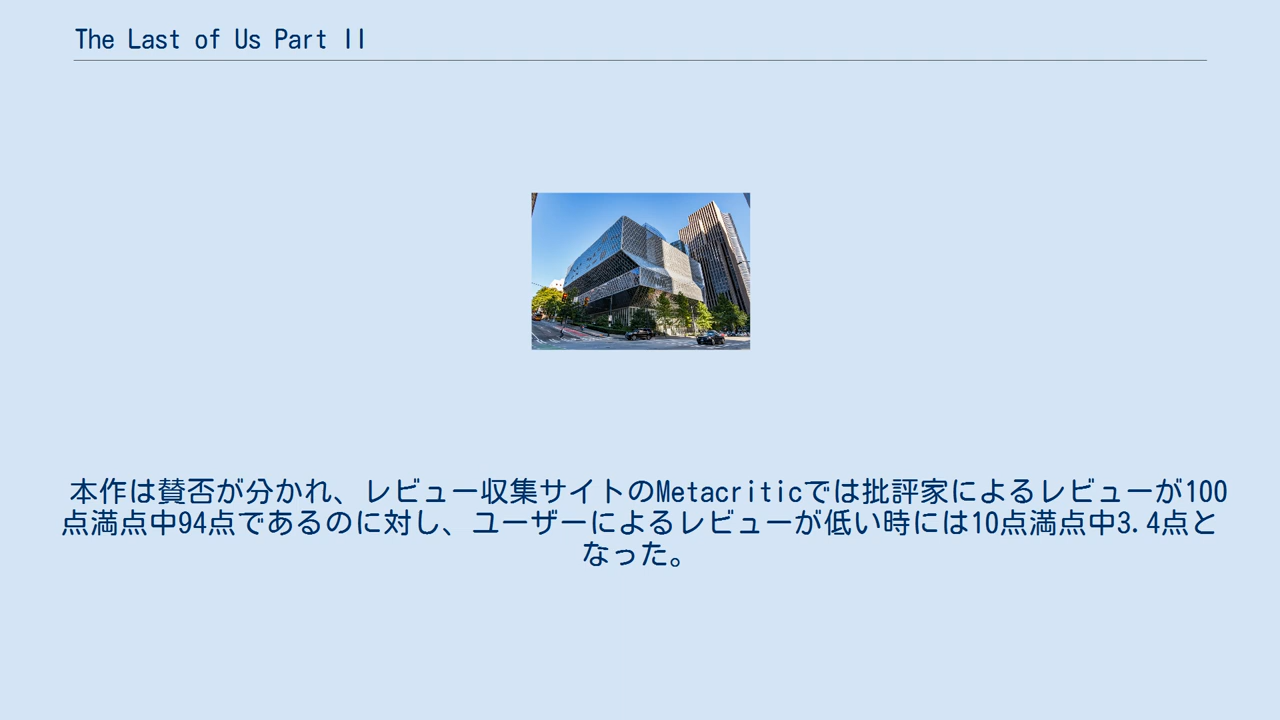 The Last of Us Part II
本作は賛否が分かれ、レビュー収集サイトのMetacriticでは批評家によるレビューが100
点満点中94点であるのに対し、ユーザーによるレビューが低い時には10点満点中3.4点と
なった。